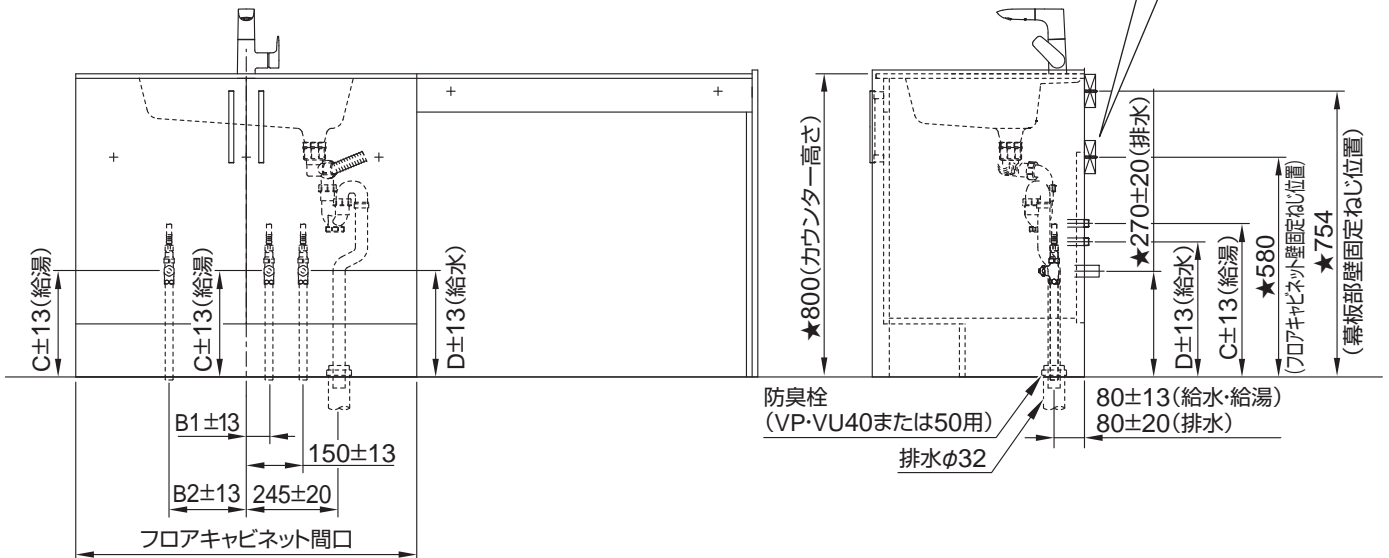 C±13(給湯)
C±13(給湯)
D±13(給水)
B1±13
150±13
B2±13
245±20
フロアキャビネット間口
★800(カウンター高さ)
★270±20(排水)
D±13(給水)
C±13(給湯)
★580
(フロアキャビネット壁固定ねじ位置)
★754
(幕板部壁固定ねじ位置)
防臭栓
(VP･VU40または50用)
排水φ32
80±13(給水･給湯)
80±20(排水)